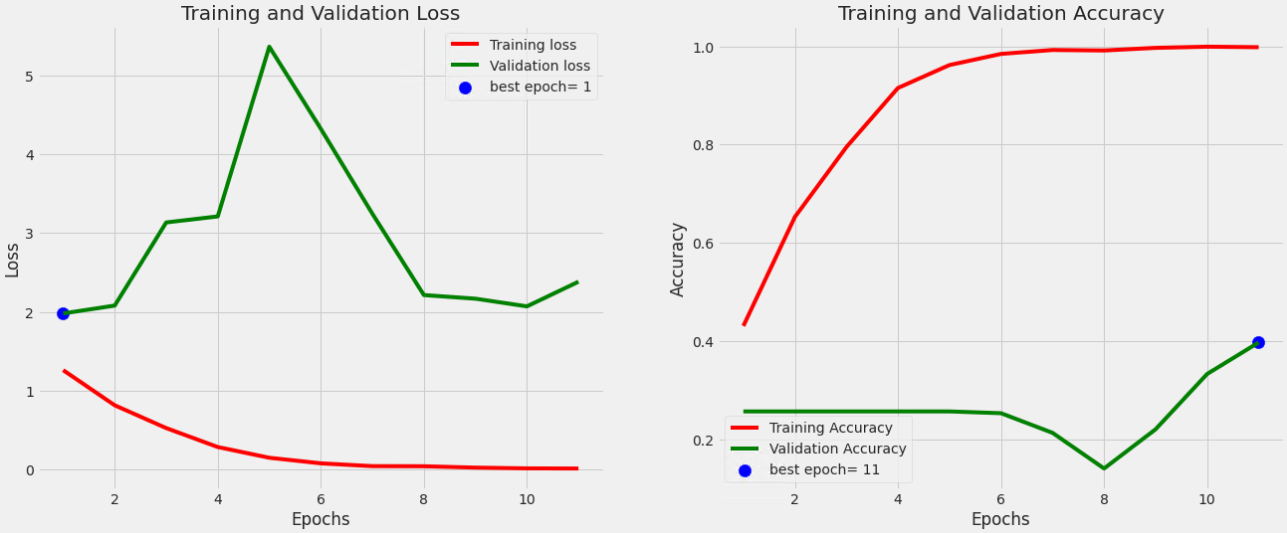 Training and Validation Loss
Training loss
Validation loss
best epoch= 1
5
4
3
2
1
0
Loss
2
4
6
8
10
Epochs
Training and Validation Accuracy
1.0
0.8
0.6
0.4
0.2
Accuracy
Training Accuracy
Validation Accuracy
best epoch= 11
2
4
6
8
10
Epochs